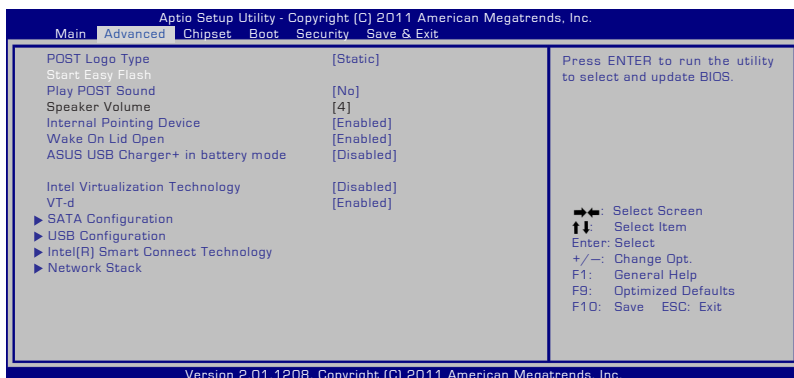 Aptio Setup Utility - Copyright (C) 2011 American Megatrends, Inc.
Main Advanced Chipset Boot Security Save & Exit
POST Logo Type [Static]
Start Easy Flash
Play POST Sound [No]
Speaker Volume [4]
Internal Pointing Device [Enabled]
Wake On Lid Open [Enabled]
ASUS USB Charger+ in battery mode [Disabled]
Intel Virtualization Technology [Disabled]
VT-d [Enabled]
SATA Configuration
USB Configuration
Intel(R) Smart Connect Technology
Network Stack
Press ENTER to run the utility
to select and update BIOS.
→←: Select Screen
↑↓: Select Item
Enter: Select
+/—: Change Opt.
F1: General Help
F9: Optimized Defaults
F10: Save ESC: Exit
Version 2.01.1208. Copyright (C) 2011 American Megatrends, Inc.